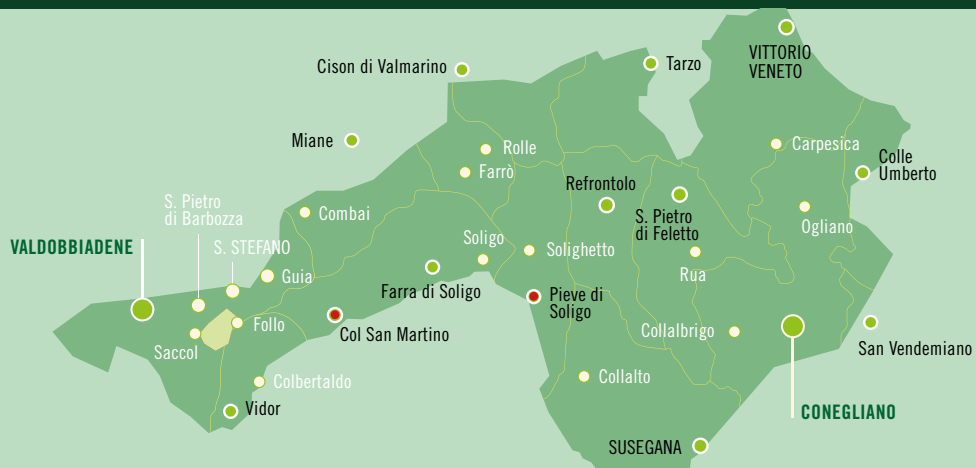 VITTORIO
VENETO
Cison di Valmarino
Tarzo
Miane
Rolle
Carpesica
Farrò
Colle
Umberto
Refrontolo
S. Pietro
di Barbozza
Combai
S. Pietro
di Feletto
Ogliano
VALDOBBIADENE
S. STEFANO
Soligo
Solighetto
Guia
Rua
Farra di Soligo
Pieve di
Soligo
Follo
Col San Martino
Collalbrigo
Saccol
San Vendemiano
Colbertaldo
Collalto
Vidor
CONEGLIANO
SUSEGANA